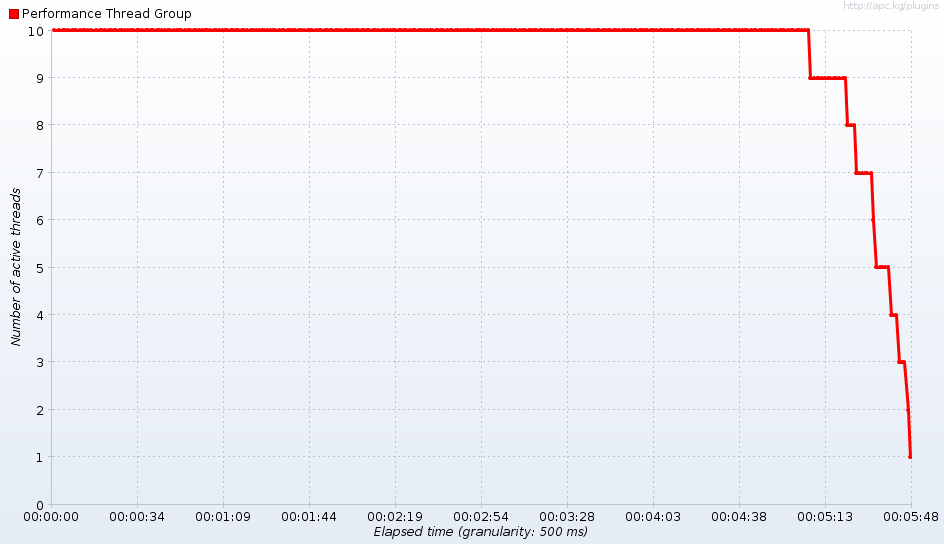 Performance Thread Group
http://apc.kg/plugins
10
9
8
7
6
5
4
3
2
1
0
Number of active threads
00:00:00 00:00:34 00:01:09 00:01:44 00:02:19 00:02:54 00:03:28 00:04:03 00:04:38 00:05:13 00:05:48
Elapsed time (granularity: 500 ms)